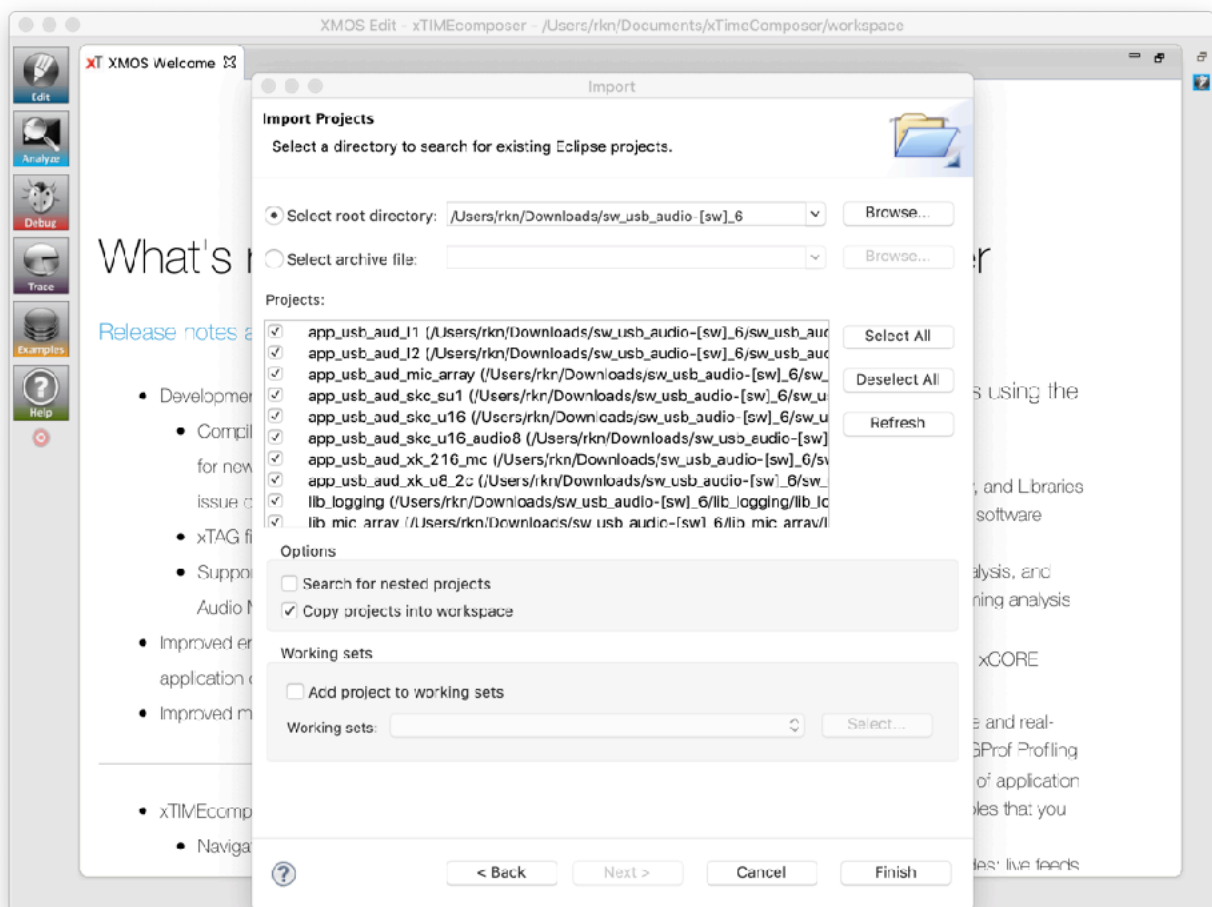 XMOS Edit - xTIMEcomposer - /Users/rkn/Documents/xTimeComposer/workspace
Edit
Analyze
Debug
Trace
Examples
Help
xT XMOS Welcome
What's
Release notes
Developmer
Compil
for new
issue
xTAG fi
Suppo
Audio
Improved er
application
Improved m
xTIMEcomp
Naviga
Import
Import Projects
Select a directory to search for existing Eclipse projects.
Select root directory: /Users/rkn/Downloads/sw_usb_audio-[sw]_6 Browse...
Select archive file: Browse...
Projects:
app_usb_aud_l1 (/Users/rkn/Downloads/sw_usb_audio-[sw]_6/sw_usb_aud
app_usb_aud_l2 (/Users/rkn/Downloads/sw_usb_audio-[sw]_6/sw_usb_aud
app_usb_aud_mic_array (/Users/rkn/Downloads/sw_usb_audio-[sw]_6/sw_
app_usb_aud_skc_su1 (/Users/rkn/Downloads/sw_usb_audio-[sw]_6/sw_u
app_usb_aud_skc_u16 (/Users/rkn/Downloads/sw_usb_audio-[sw]_6/sw_u
app_usb_aud_skc_u16_audio8 (/Users/rkn/Downloads/sw_usb_audio-[sw]
app_usb_aud_xk_216_mc (/Users/rkn/Downloads/sw_usb_audio-[sw]_6/sw
app_usb_aud_xk_u8_2c (/Users/rkn/Downloads/sw_usb_audio-[sw]_6/sw_
lib_logging (/Users/rkn/Downloads/sw_usb_audio-[sw]_6/lib_logging/lib_lo
lib_mic_array (/Users/rkn/Downloads/sw_usb_audio-[sw]_6/lib_mic_array/l
Select All
Deselect All
Refresh
Options
Search for nested projects
Copy projects into workspace
Working sets
Add project to working sets
Working sets: Select...
< Back Next > Cancel Finish
er
s using the
, and Libraries
software
alysis, and
ning analysis
xCORE
e and real-
GProf Profiling
of application
ples that you
des: live feeds